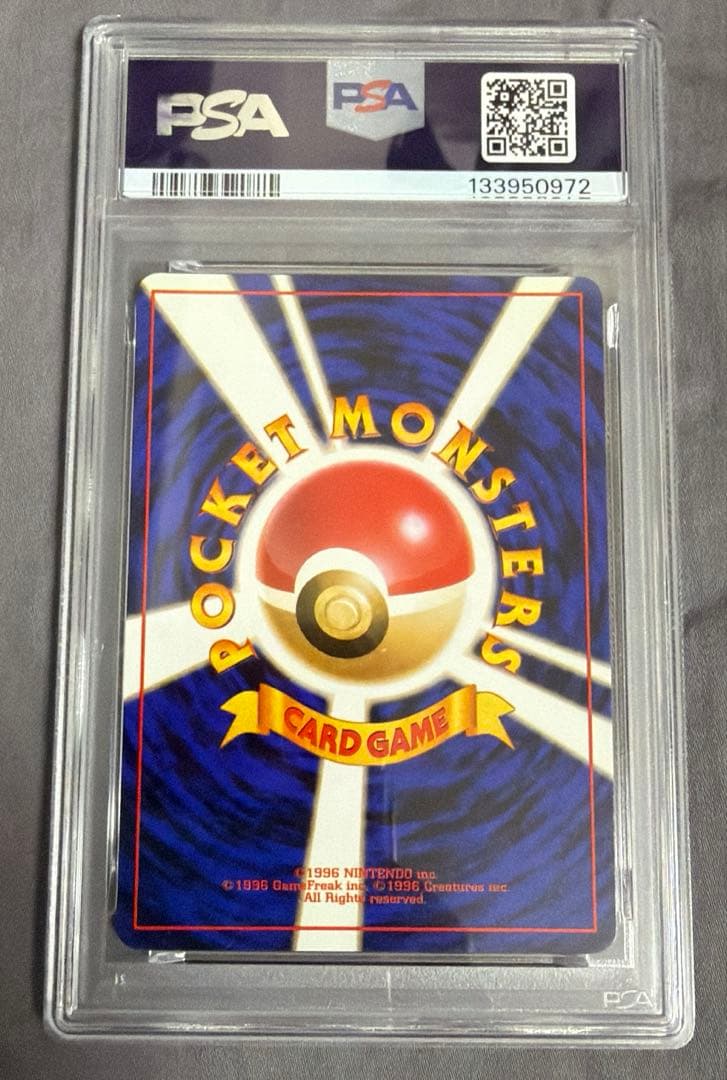 PSA
PSA
133950972
POCKET MONSTERS
CARD GAME
©1996 NINTENDO inc.
©1996 GameFreak inc. ©1996 Creatures inc.
All Rights reserved.
PSA